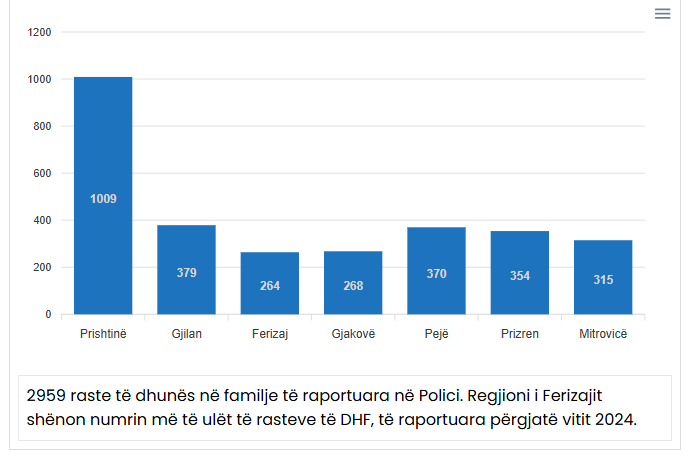 1200
1000
800
600
400
200
0
1009
379
264
268
370
354
315
Prishtinë
Gjilan
Ferizaj
Gjakovë
Pejë
Prizren
Mitrovicë
2959 raste të dhunës në familje të raportuara në Polici. Regjioni i Ferizajit
shënon numrin më të ulët të rasteve të DHF, të raportuara përgjatë vitit 2024.